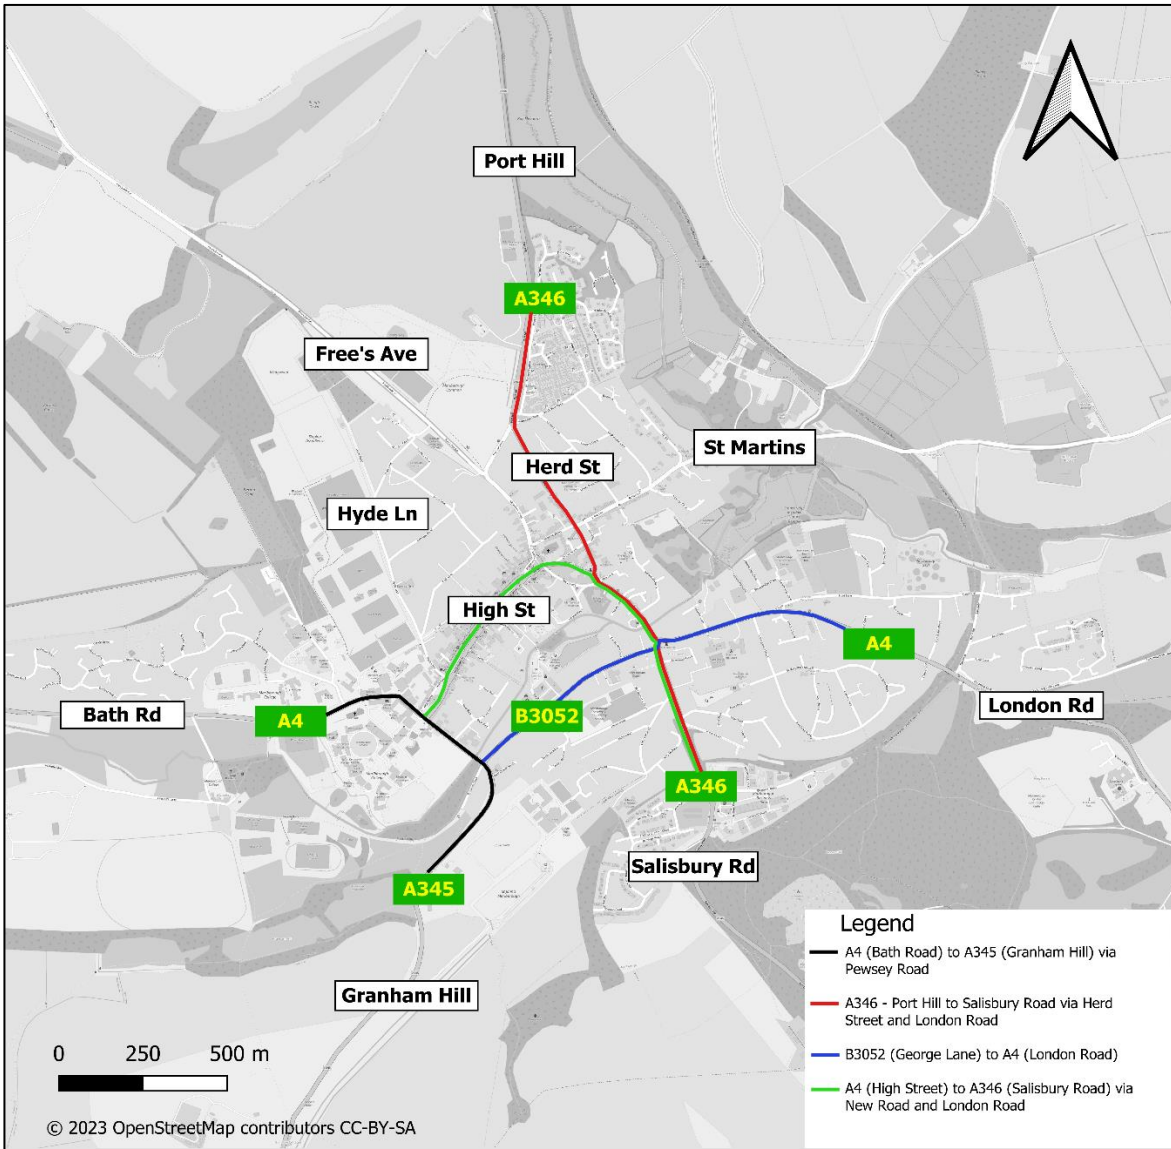 Port Hill
A346
Free's Ave
St Martins
Herd St
Hyde Ln
High St
A4
Bath Rd
A4
B3052
London Rd
A346
Salisbury Rd
A345
Granham Hill
Legend
A4 (Bath Road) to A345 (Granham Hill) via
Pewsey Road
A346 - Port Hill to Salisbury Road via Herd
Street and London Road
B3052 (George Lane) to A4 (London Road)
A4 (High Street) to A346 (Salisbury Road) via
New Road and London Road
0 250 500 m
© 2023 OpenStreetMap contributors CC-BY-SA